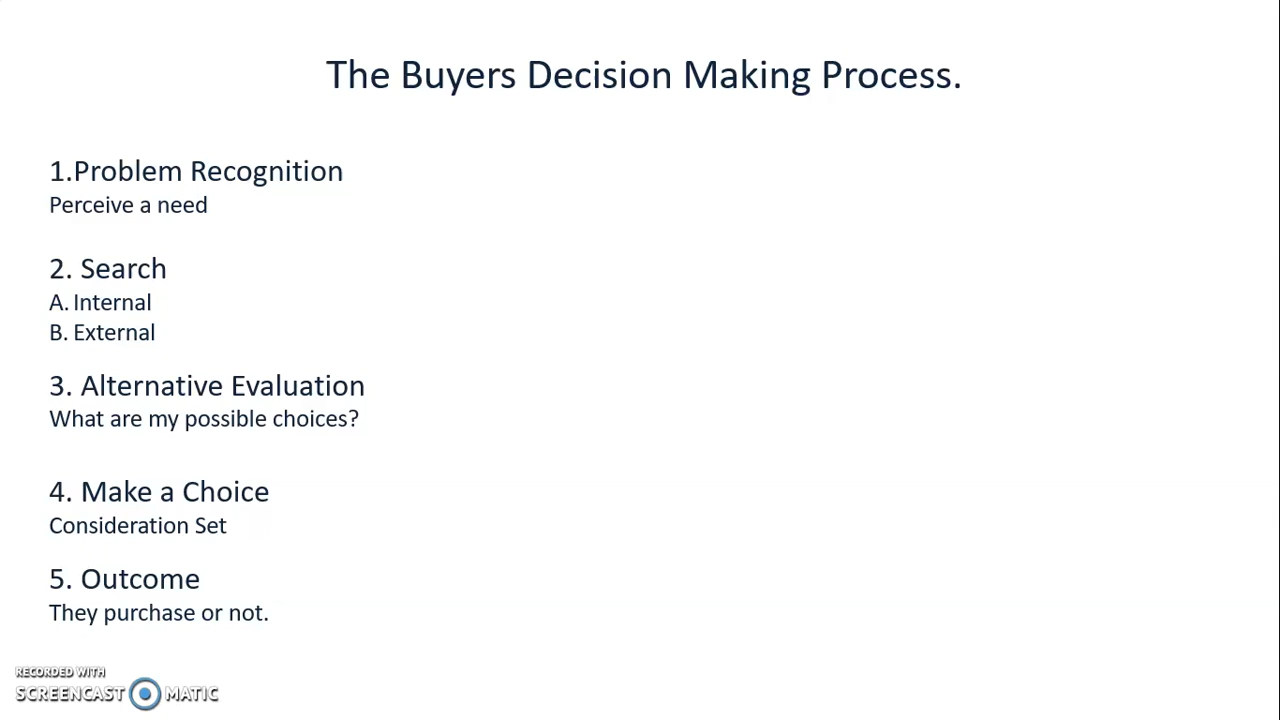 The Buyers Decision Making Process.
1.Problem Recognition
Perceive a need
2. Search
A. Internal
B. External
3. Alternative Evaluation
What are my possible choices?
4. Make a Choice
Consideration Set
5. Outcome
They purchase or not.
RECORDED WITH
SCREENCAST MATIC